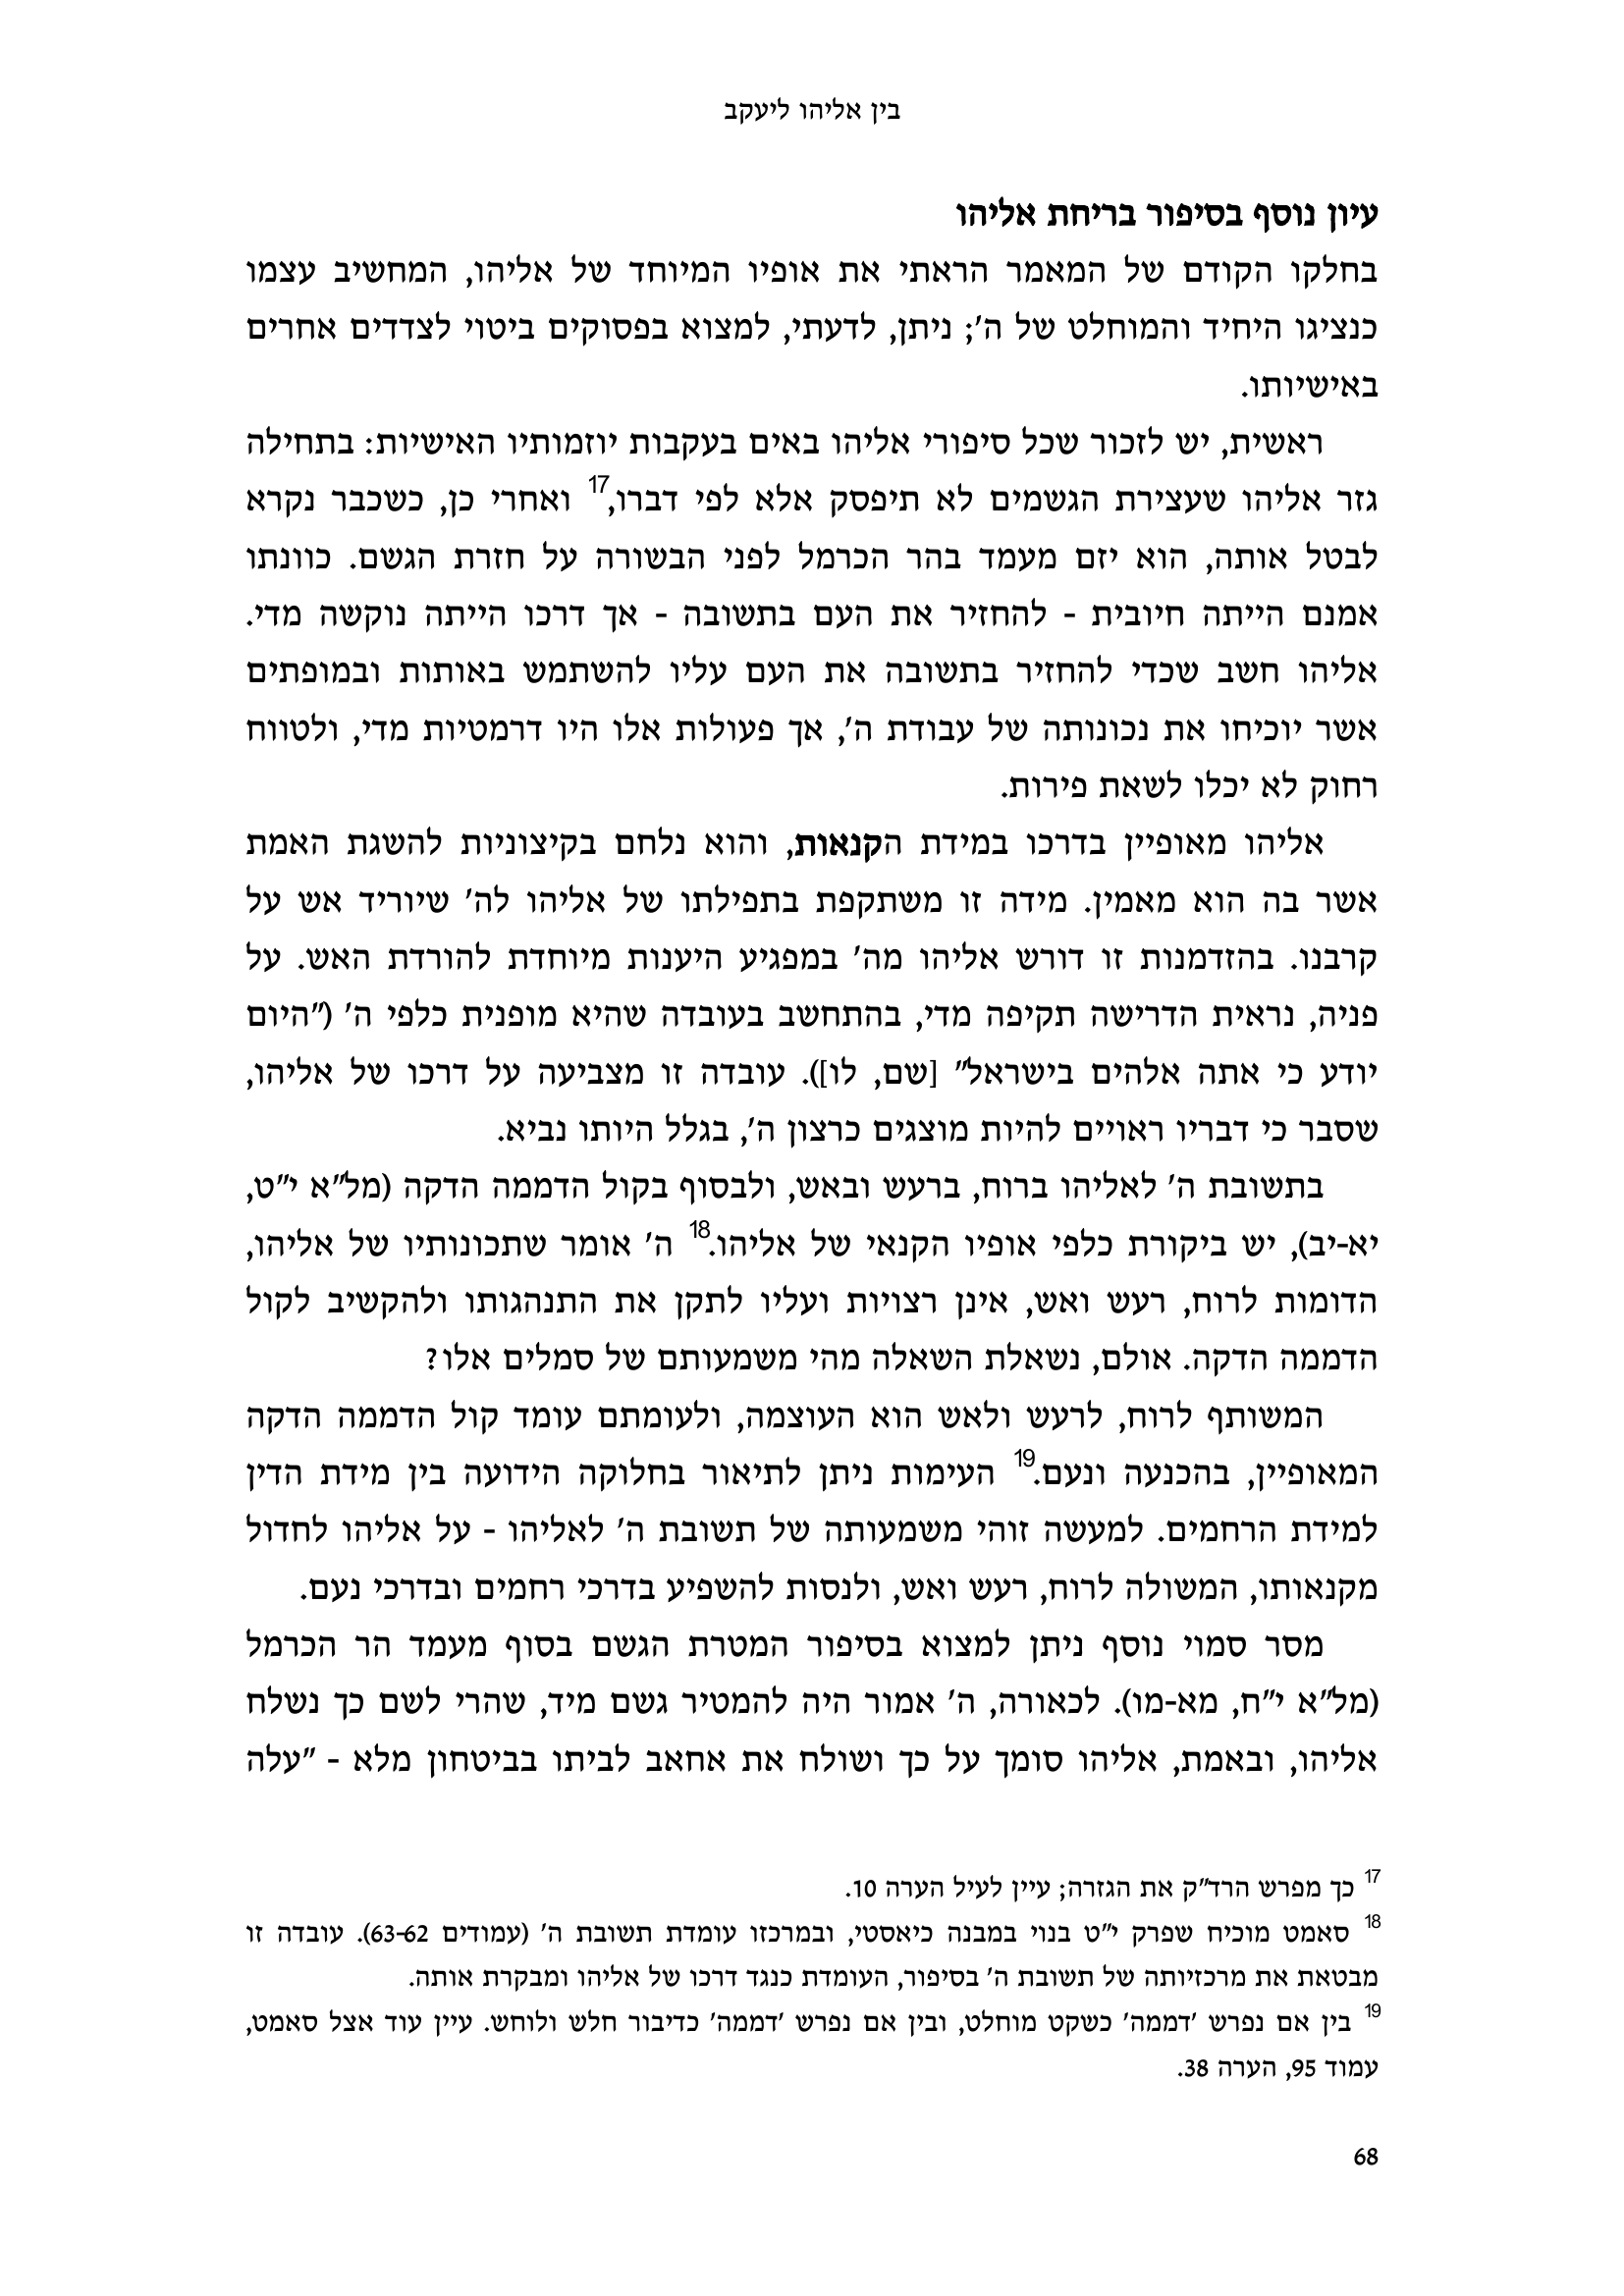 בין אליהו ליעקב
עיון נוסף בסיפור בריחת אליהו
בחלקו הקודם של המאמר הראתי את אופיו המיוחד של אליהו, המחשיב עצמו
כנציגו היחיד והמוחלט של ה'; ניתן, לדעתי, למצוא בפסוקים ביטוי לצדדים אחרים
באישיותו.
ראשית, יש לזכור שכל סיפורי אליהו באים בעקבות יוזמותיו האישיות: בתחילה
גזר אליהו שעצירת הגשמים לא תיפסק אלא לפי דברו,17 ואחרי כן, כשכבר נקרא
לבטל אותה, הוא יזם מעמד בהר הכרמל לפני הבשורה על חזרת הגשם. כוונתו
אמנם הייתה חיובית - להחזיר את העם בתשובה - אך דרכו הייתה נוקשה מדי.
אליהו חשב שכדי להחזיר בתשובה את העם עליו להשתמש באותות ובמופתים
אשר יוכיחו את נכונותה של עבודת ה', אך פעולות אלו היו דרמטיות מדי, ולטווח
רחוק לא יכלו לשאת פירות.
אליהו מאופיין בדרכו במידת הקנאות, והוא נלחם בקיצוניות להשגת האמת
אשר בה הוא מאמין. מידה זו משתקפת בתפילתו של אליהו לה' שיוריד אש על
קרבנו. בהזדמנות זו דורש אליהו מה' במפגיע היענות מיוחדת להורדת האש. על
פניה, נראית הדרישה תקיפה מדי, בהתחשב בעובדה שהיא מופנית כלפי ה' ("היום
יודע כי אתה אלהים בישראל" [שם, לו]). עובדה זו מצביעה על דרכו של אליהו,
שסבר כי דבריו ראויים להיות מוצגים כרצון ה', בגלל היותו נביא.
בתשובת ה' לאליהו ברוח, ברעש ובאש, ולבסוף בקול הדממה הדקה (מל"א י"ט,
יא-יב), יש ביקורת כלפי אופיו הקנאי של אליהו.18 ה' אומר שתכונותיו של אליהו,
הדומות לרוח, רעש ואש, אינן רצויות ועליו לתקן את התנהגותו ולהקשיב לקול
הדממה הדקה. אולם, נשאלת השאלה מהי משמעותם של סמלים אלו?
המשותף לרוח, לרעש ולאש הוא העוצמה, ולעומתם עומד קול הדממה הדקה
המאופיין, בהכנעה ונעם.19 העימות ניתן לתיאור בחלוקה הידועה בין מידת הדין
למידת הרחמים. למעשה זוהי משמעותה של תשובת ה' לאליהו - על אליהו לחדול
מקנאותו, המשולה לרוח, רעש ואש, ולנסות להשפיע בדרכי רחמים ובדרכי נעם.
מסר סמוי נוסף ניתן למצוא בסיפור המטרת הגשם בסוף מעמד הר הכרמל
(מל"א י"ח, מא-מו). לכאורה, ה' אמור היה להמטיר גשם מיד, שהרי לשם כך נשלח
אליהו, ובאמת, אליהו סומך על כך ושולח את אחאב לביתו בביטחון מלא - "עלה
17 כך מפרש הרד"ק את הגזרה; עיין לעיל הערה 10.
18 סאמט מוכיח שפרק י"ט בנוי במבנה כיאסטי, ובמרכזו עומדת תשובת ה' (עמודים 63-62). עובדה זו
מבטאת את מרכזיותה של תשובת ה' בסיפור, העומדת כנגד דרכו של אליהו ומבקרת אותה.
19 בין אם נפרש 'דממה' כשקט מוחלט, ובין אם נפרש 'דממה' כדיבור חלש ולוחש. עיין עוד אצל סאמט,
עמוד 95, הערה 38.
68